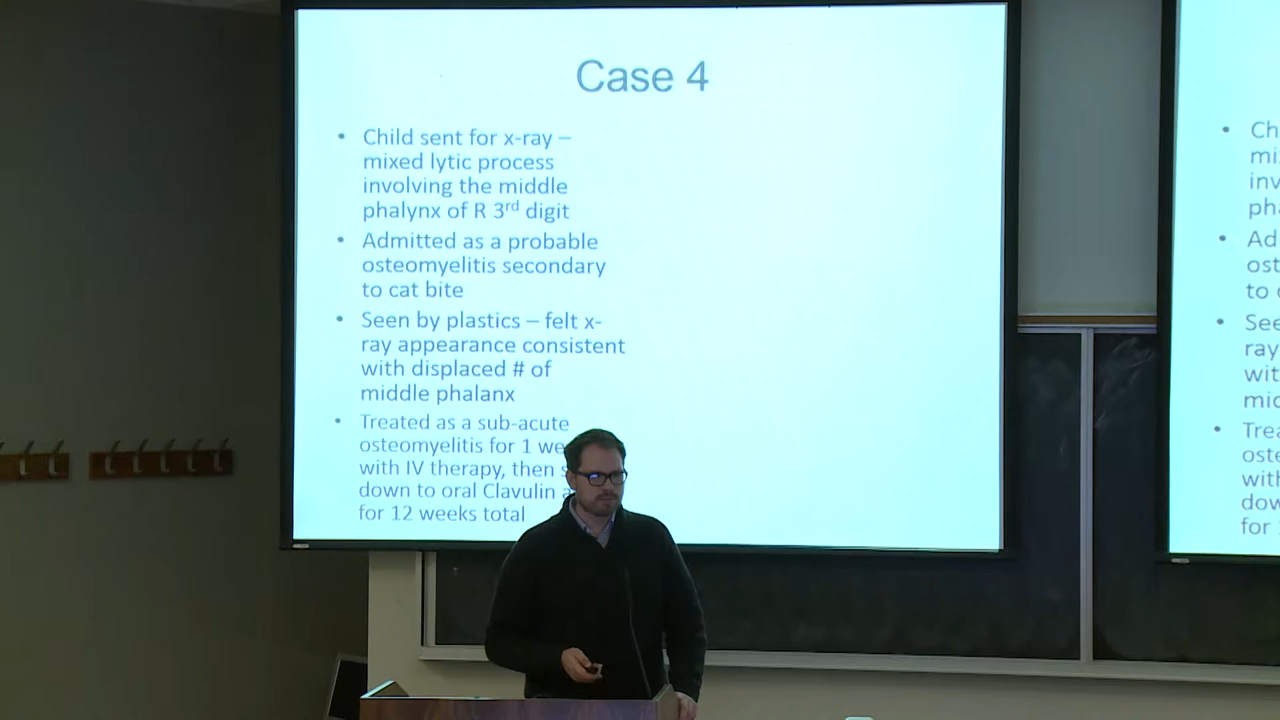 Case 4
• Child sent for x-ray –
mixed lytic process
involving the middle
phalynx of R 3rd digit
• Admitted as a probable
osteomyelitis secondary
to cat bite
• Seen by plastics – felt x-
ray appearance consistent
with displaced # of
middle phalanx
• Treated as a sub-acute
osteomyelitis for 1
with IV therapy, then
down to oral Clavulin
for 12 weeks total